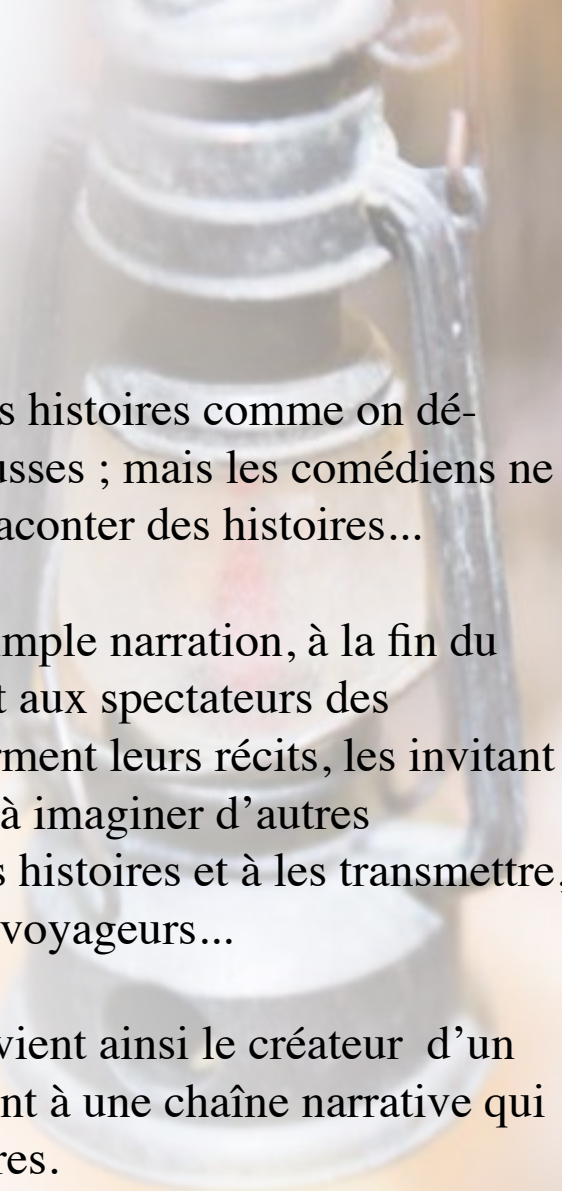 s histoires comme on dé-
usses ; mais les comédiens ne
aconter des histoires...
imple narration, à la fin du
t aux spectateurs des
rment leurs récits, les invitant
à imaginer d’autres
s histoires et à les transmettre,
voyageurs...
vient ainsi le créateur  d’un
nt à une chaîne narrative qui
res.